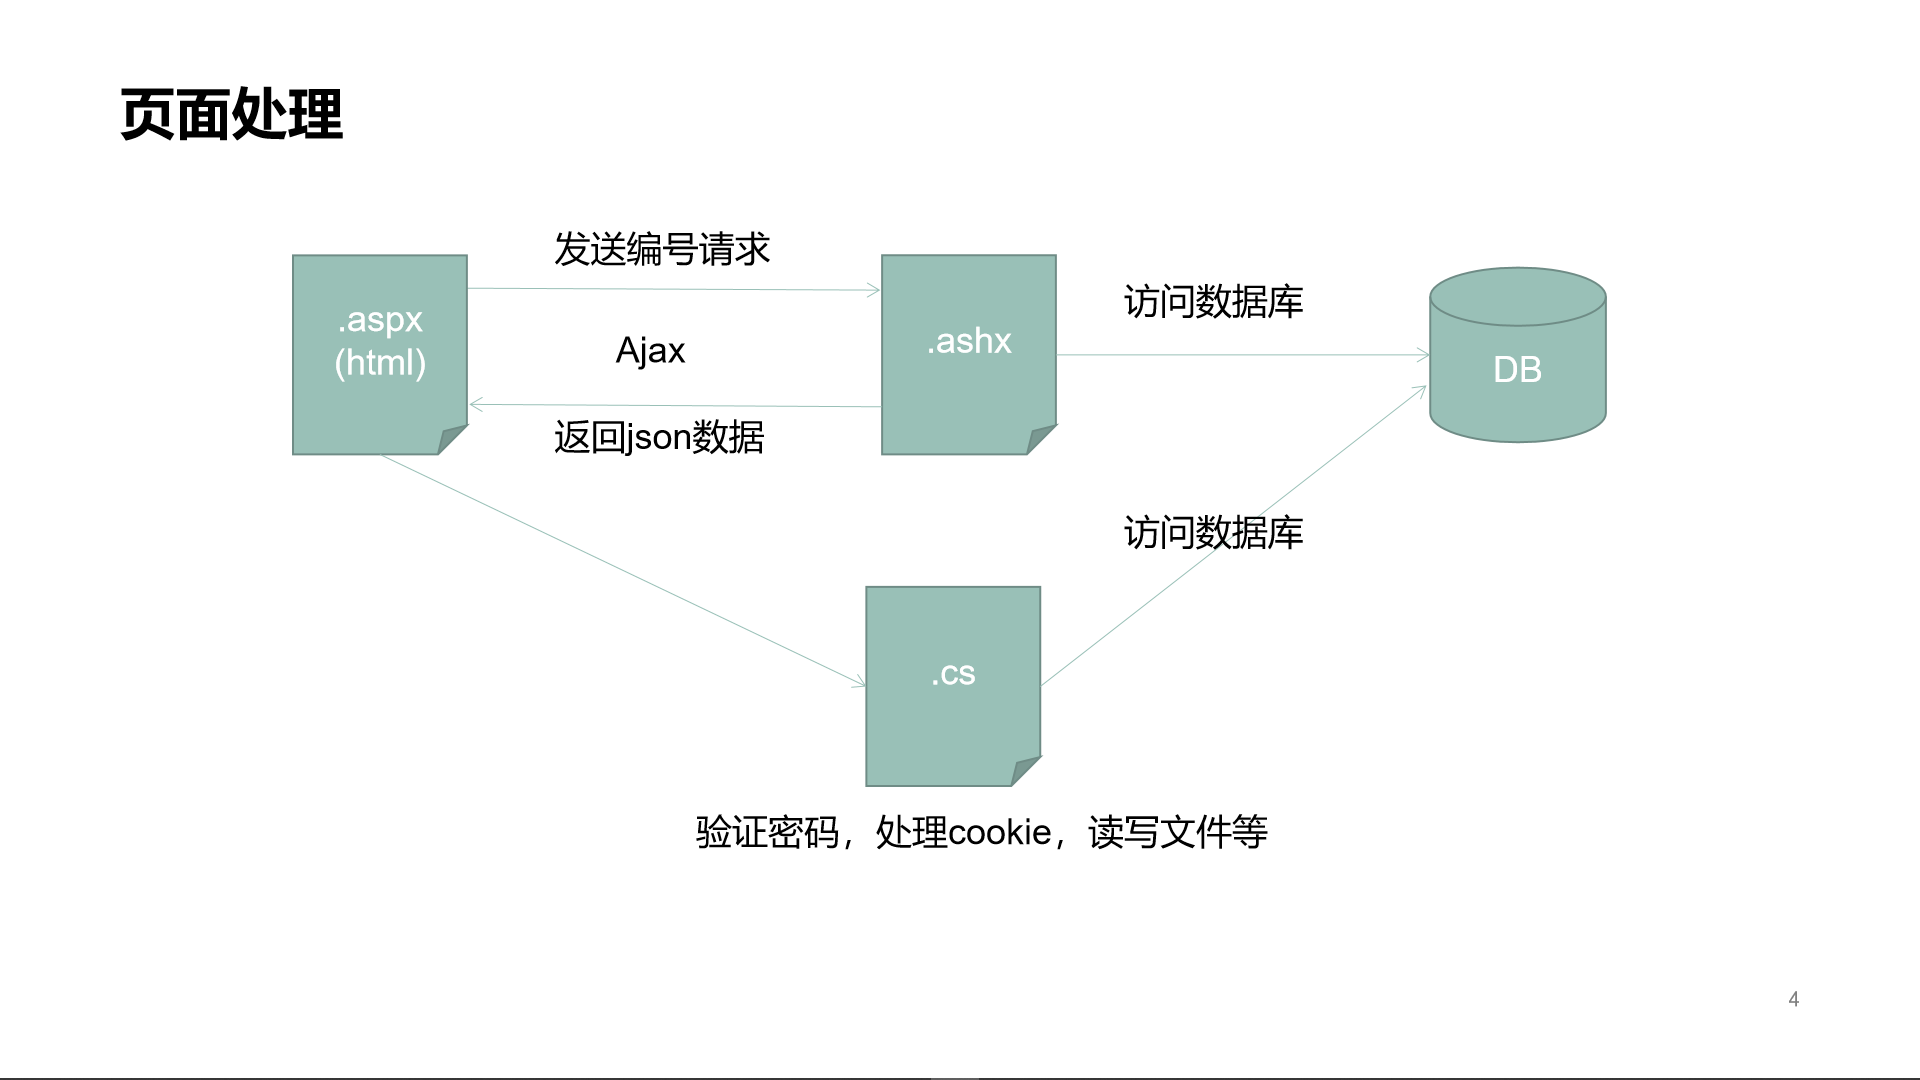 页面处理
发送编号请求
.aspx
(html)
Ajax
返回json数据
.ashx
访问数据库
DB
访问数据库
.cs
验证密码，处理cookie，读写文件等
4